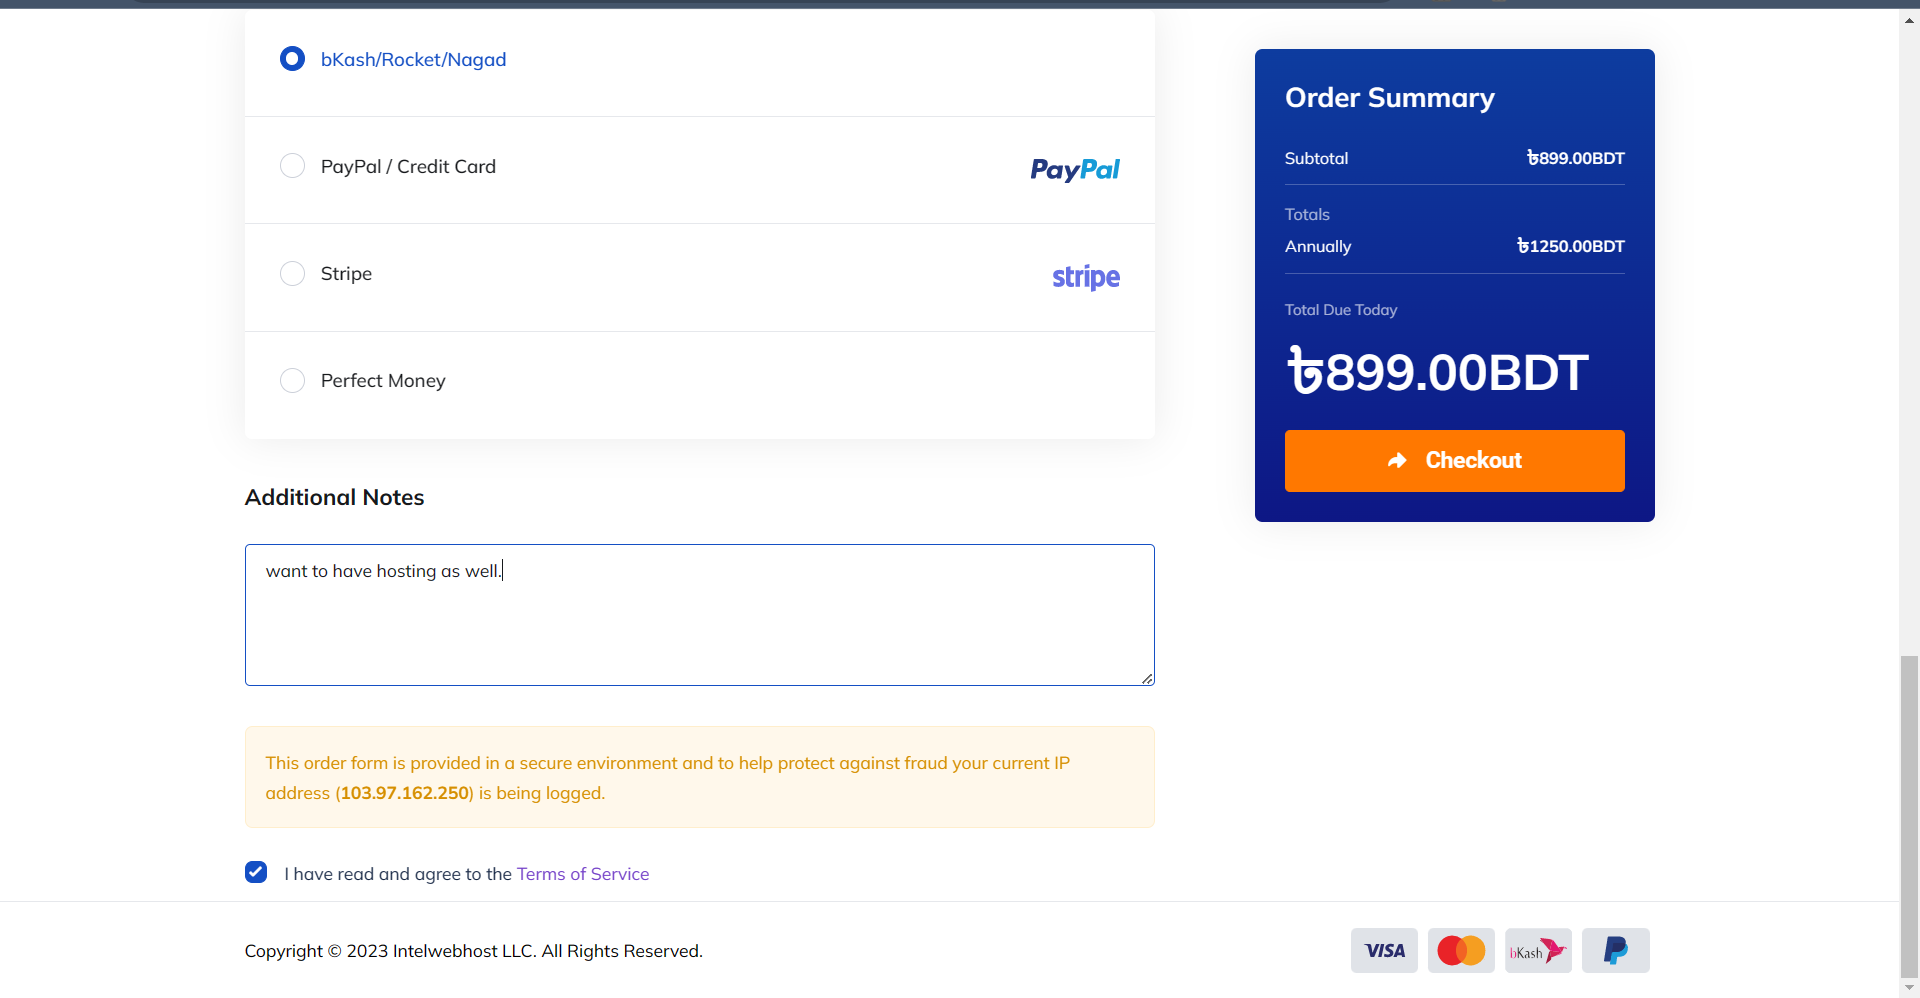 bKash/Rocket/Nagad
PayPal / Credit Card
PayPal
Stripe
stripe
Perfect Money
Additional Notes
want to have hosting as well.
This order form is provided in a secure environment and to help protect against fraud your current IP
address (103.97.162.250) is being logged.
I have read and agree to the Terms of Service
Order Summary
Subtotal ৳899.00BDT
Totals
Annually ৳1250.00BDT
Total Due Today
৳899.00BDT
Checkout
Copyright © 2023 Intelwebhost LLC. All Rights Reserved.
VISA
bKash